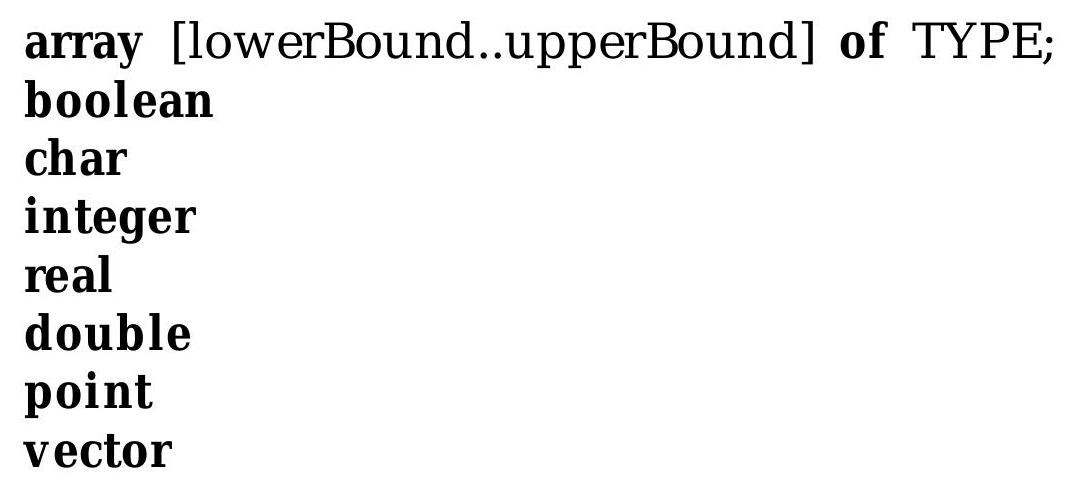 array [lowerBound..upperBound] of TYPE;
boolean
char
integer
real
double
point
vector